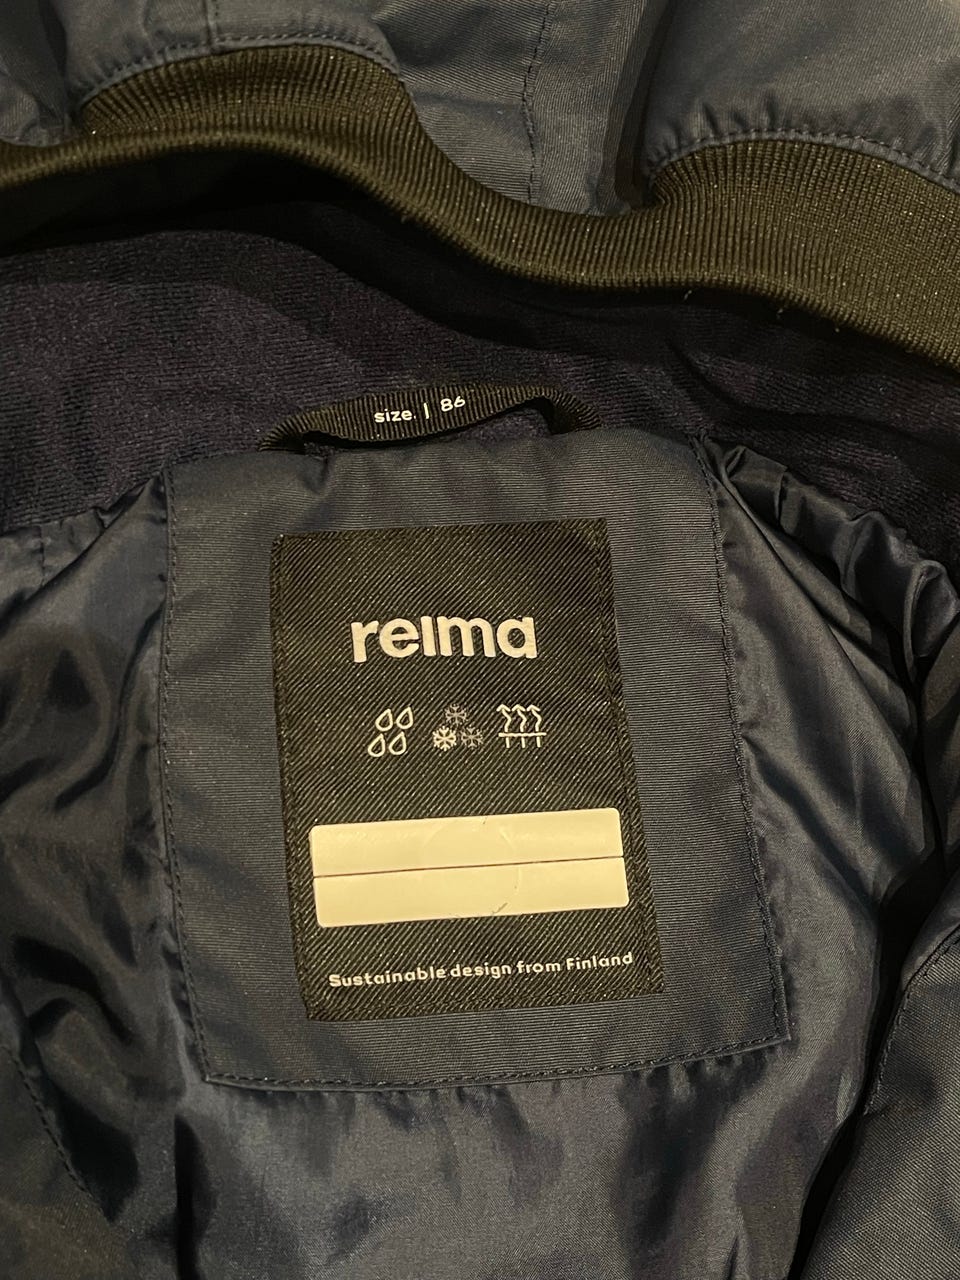 size | 86
reima
Sustainable design from Finland